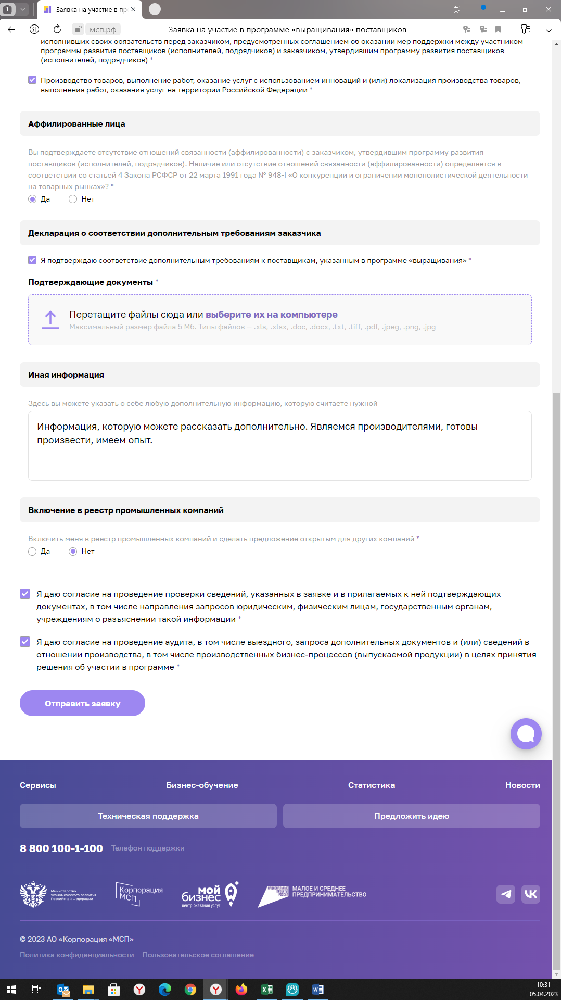 1
Заявка на участие в пр
мсп.рф
Заявка на участие в программе «выращивания» поставщиков
исполнивших своих обязательств перед заказчиком, предусмотренных соглашением об оказании мер поддержки между участником
программы развития поставщиков (исполнителей, подрядчиков) и заказчиком, утвердившим программу развития поставщиков
(исполнителей, подрядчиков) *
Производство товаров, выполнение работ, оказание услуг с использованием инноваций и (или) локализация производства товаров,
выполнения работ, оказания услуг на территории Российской Федерации *
Аффилированные лица
Вы подтверждаете отсутствие отношений связанности (аффилированности) с заказчиком, утвердившим программу развития
поставщиков (исполнителей, подрядчиков). Наличие или отсутствие отношений связанности (аффилированности) определяется в
соответствии со статьей 4 Закона РСФСР от 22 марта 1991 года № 948-I «О конкуренции и ограничении монополистической деятельности
на товарных рынках»? *
Да Нет
Декларация о соответствии дополнительным требованиям заказчика
Я подтверждаю соответствие дополнительным требованиям к поставщикам, указанным в программе «выращивания» *
Подтверждающие документы *
Перетащите файлы сюда или выберите их на компьютере
Максимальный размер файла 5 Мб. Типы файлов — .xls, .xlsx, .doc, .docx, .txt, .tiff, .pdf, .jpeg, .png, .jpg
Иная информация
Здесь вы можете указать о себе любую дополнительную информацию, которую считаете нужной
Информация, которую можете рассказать дополнительно. Являемся производителями, готовы
произвести, имеем опыт.
Включение в реестр промышленных компаний
Включить меня в реестр промышленных компаний и сделать предложение открытым для других компаний *
Да Нет
Я даю согласие на проведение проверки сведений, указанных в заявке и в прилагаемых к ней подтверждающих
документах, в том числе направления запросов юридическим, физическим лицам, государственным органам,
учреждениям о разъяснении такой информации *
Я даю согласие на проведение аудита, в том числе выездного, запроса дополнительных документов и (или) сведений в
отношении производства, в том числе производственных бизнес-процессов (выпускаемой продукции) в целях принятия
решения об участии в программе *
Отправить заявку
Сервисы Бизнес-обучение Статистика Новости
Техническая поддержка Предложить идею
8 800 100-1-100 Телефон поддержки
Министерство
экономического развития
Российской Федерации
Корпорация
МСП
мой
бизнес
центр оказания услуг
НАЦИОНАЛЬНЫЕ
ПРОЕКТЫ
РОССИИ
МАЛОЕ И СРЕДНЕЕ
ПРЕДПРИНИМАТЕЛЬСТВО
© 2023 АО «Корпорация «МСП»
Политика конфиденциальности Пользовательское соглашение
10:31
05.04.2023